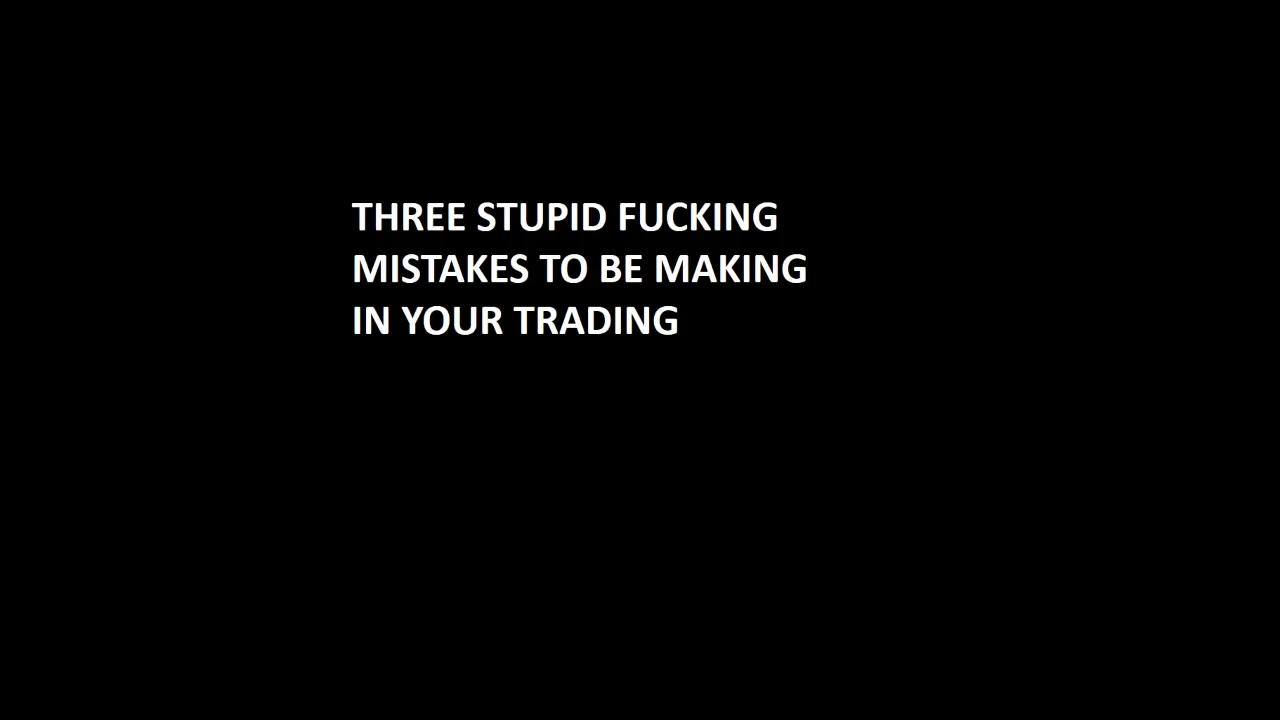 THREE STUPID FUCKING
MISTAKES TO BE MAKING
IN YOUR TRADING